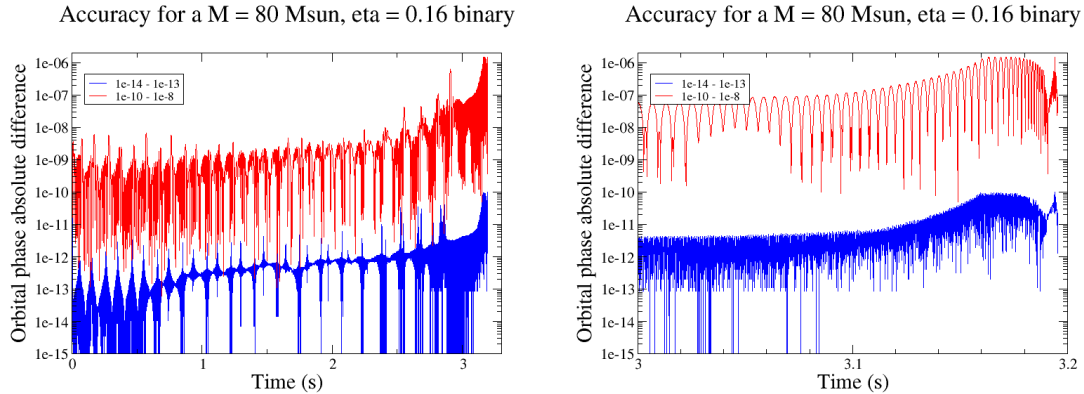 Accuracy for a M = 80 Msun, eta = 0.16 binary
Orbital phase absolute difference
1e-06
1e-07
1e-08
1e-09
1e-10
1e-11
1e-12
1e-13
1e-14
1e-15
1e-14 - 1e-13
1e-10 - 1e-8
0
1
2
3
Time (s)
Accuracy for a M = 80 Msun, eta = 0.16 binary
Orbital phase absolute difference
1e-06
1e-07
1e-08
1e-09
1e-10
1e-11
1e-12
1e-13
1e-14
1e-15
1e-14 - 1e-13
1e-10 - 1e-8
3
3.1
3.2
Time (s)